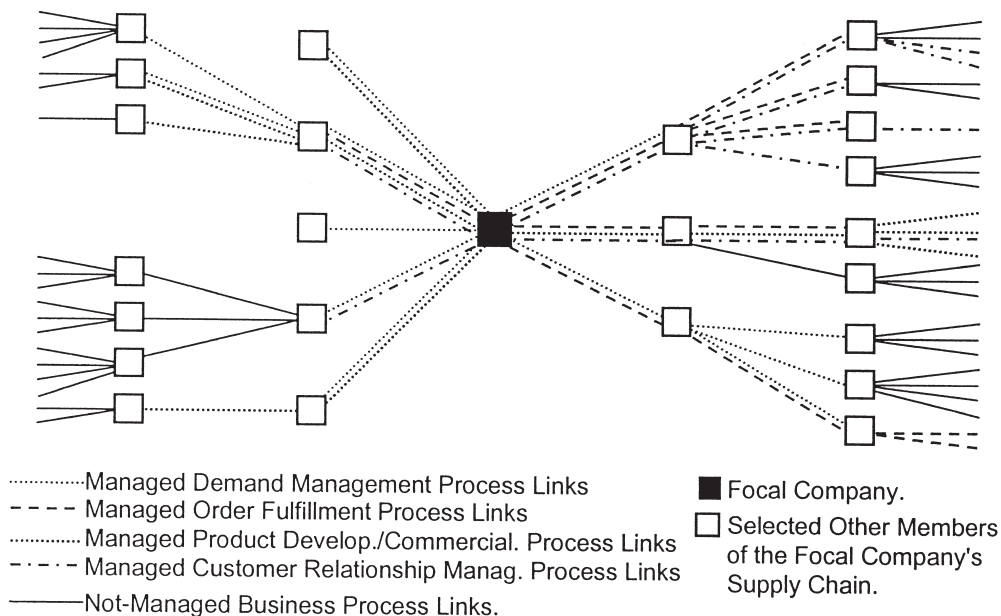 Managed Demand Management Process Links
Managed Order Fulfillment Process Links
Managed Product Develop./Commercial. Process Links
Managed Customer Relationship Manag. Process Links
Not-Managed Business Process Links.
Focal Company.
Selected Other Members
of the Focal Company's
Supply Chain.